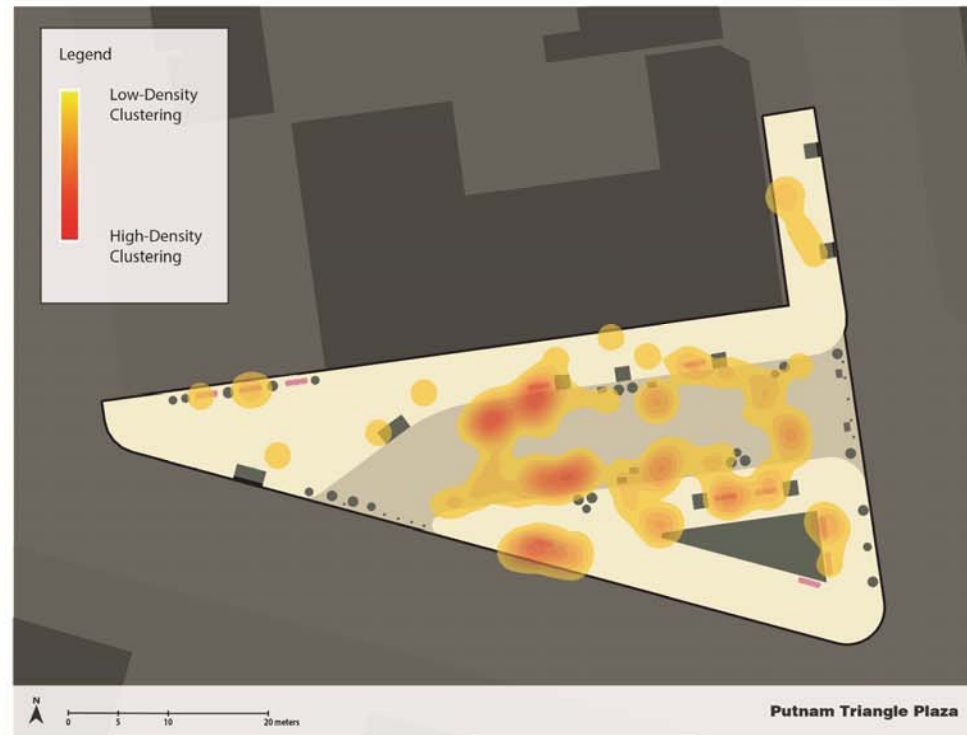 Legend
Low-Density
Clustering
High-Density
Clustering
N
0 5 10 20 meters
Putnam Triangle Plaza